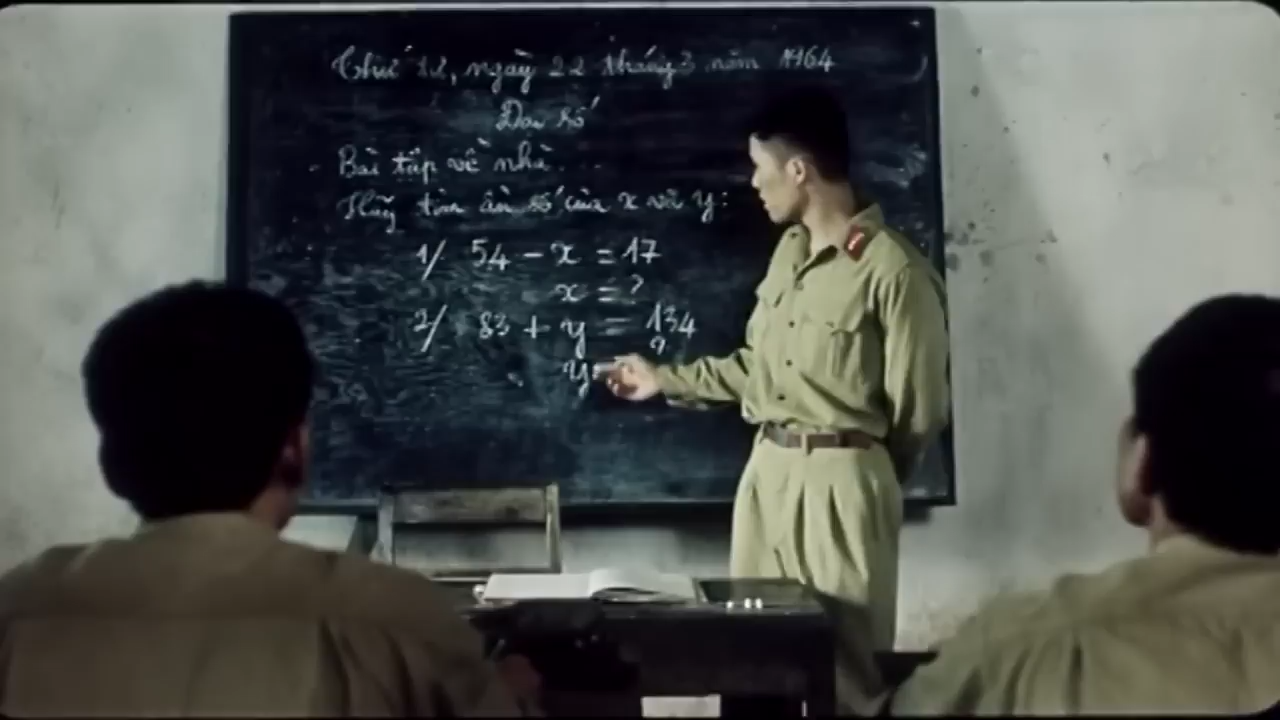 Thứ tư, ngày 22 tháng 3 năm 1964
Đại số
- Bài tập về nhà...
Hãy tìm ẩn số của x và y:
1/ 54 - x = 17
x = ?
2/ 83 + y = 134
y = ?